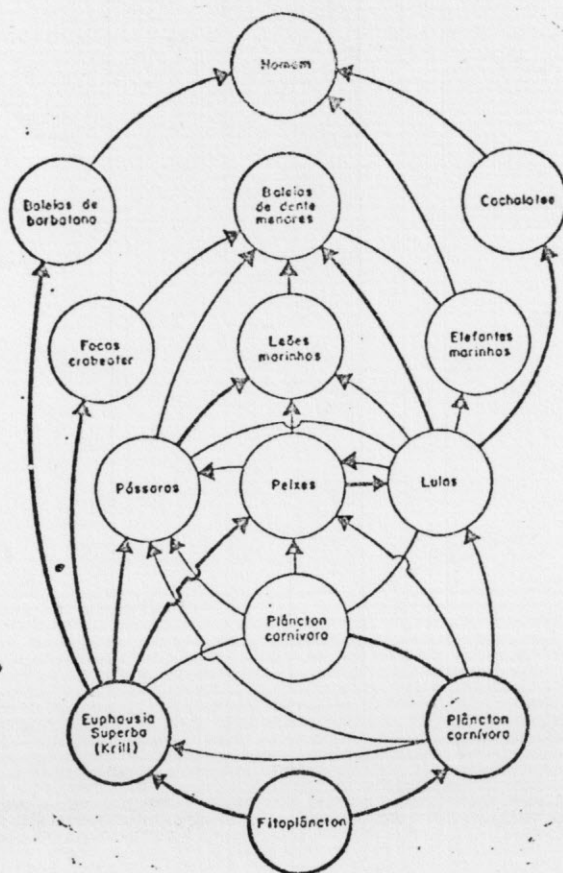 Homem
Baleias de
barbatana
Baleias
de dente
menores
Cachalotes
Focas
crabeater
Leões
marinhos
Elefantes
marinhos
Pássaros
Peixes
Lulas
Plâncton
carnívoro
Euphausia
Superba
(Krill)
Plâncton
carnívoro
Fitoplâncton